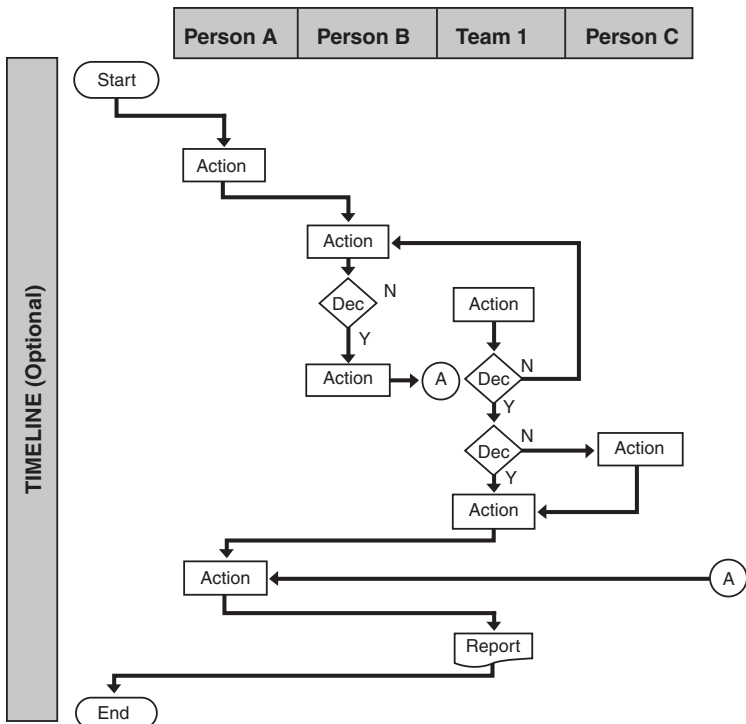 Person A Person B Team 1 Person C
TIMELINE (Optional)
Start
Action
Action
Dec N
Y
Action
Action A
Dec N
Y
Dec N
Y
Action
Action
Action A
Report
End